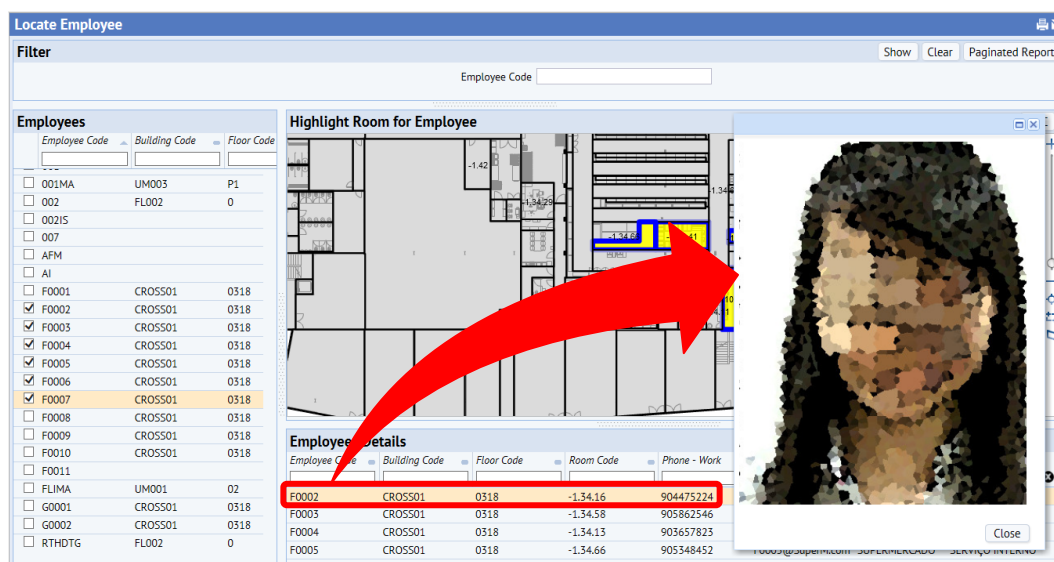 Locate Employee
Filter
Show Clear Paginated Report
Employee Code
Employees
Employee Code Building Code Floor Code
001MA UM003 P1
002 FL002 0
002IS
007
AFM
AI
F0001 CROSS01 0318
F0002 CROSS01 0318
F0003 CROSS01 0318
F0004 CROSS01 0318
F0005 CROSS01 0318
F0006 CROSS01 0318
F0007 CROSS01 0318
F0008 CROSS01 0318
F0009 CROSS01 0318
F0010 CROSS01 0318
F0011
FLIMA UM001 02
G0001 CROSS01 0318
G0002 CROSS01 0318
RTHDTG FL002 0
Highlight Room for Employee
-1.42
-1.34.29
Details
Employee Building Code Floor Code Room Code Phone - Work
F0002 CROSS01 0318 -1.34.16 904475224
F0003 CROSS01 0318 -1.34.58 905862546
F0004 CROSS01 0318 -1.34.13 903657823
F0005 CROSS01 0318 -1.34.66 905348452 F0005@SuperM.com SUPERMERCADO SERVIÇO INTERNO
Close